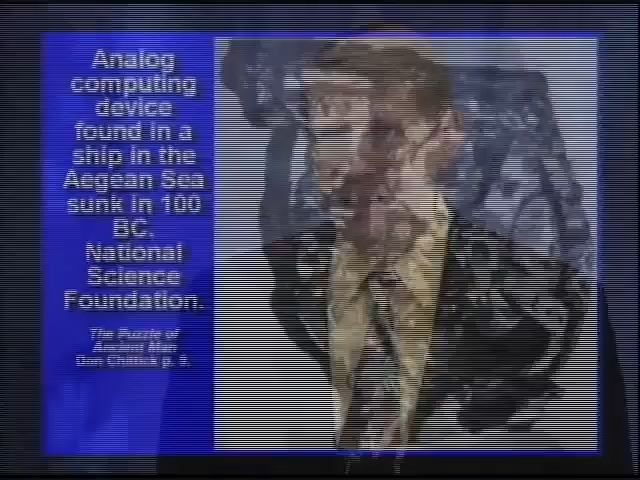 Analog
computing
device
found in a
ship in the
Aegean Sea
sunk in 100
BC.
National
Science
Foundation.
The Puzzle of
Ancient Man
Don Chittick p. 9.